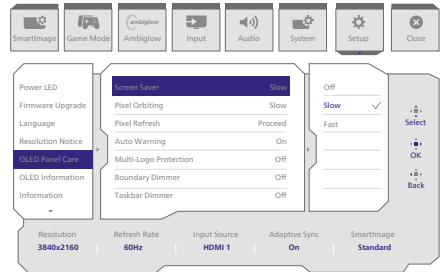 SmartImage
Game Mode
ambiglow
Ambiglow
Input
Audio
System
Setup
Close
Power LED
Firmware Upgrade
Language
Resolution Notice
OLED Panel Care
OLED Information
Information
Screen Saver Slow
Pixel Orbiting Slow
Pixel Refresh Proceed
Auto Warning On
Multi-Logo Protection Off
Boundary Dimmer Off
Taskbar Dimmer Off
Off
Slow
Fast
Select
OK
Back
Resolution
3840x2160
Refresh Rate
60Hz
Input Source
HDMI 1
Adaptive Sync
On
SmartImage
Standard